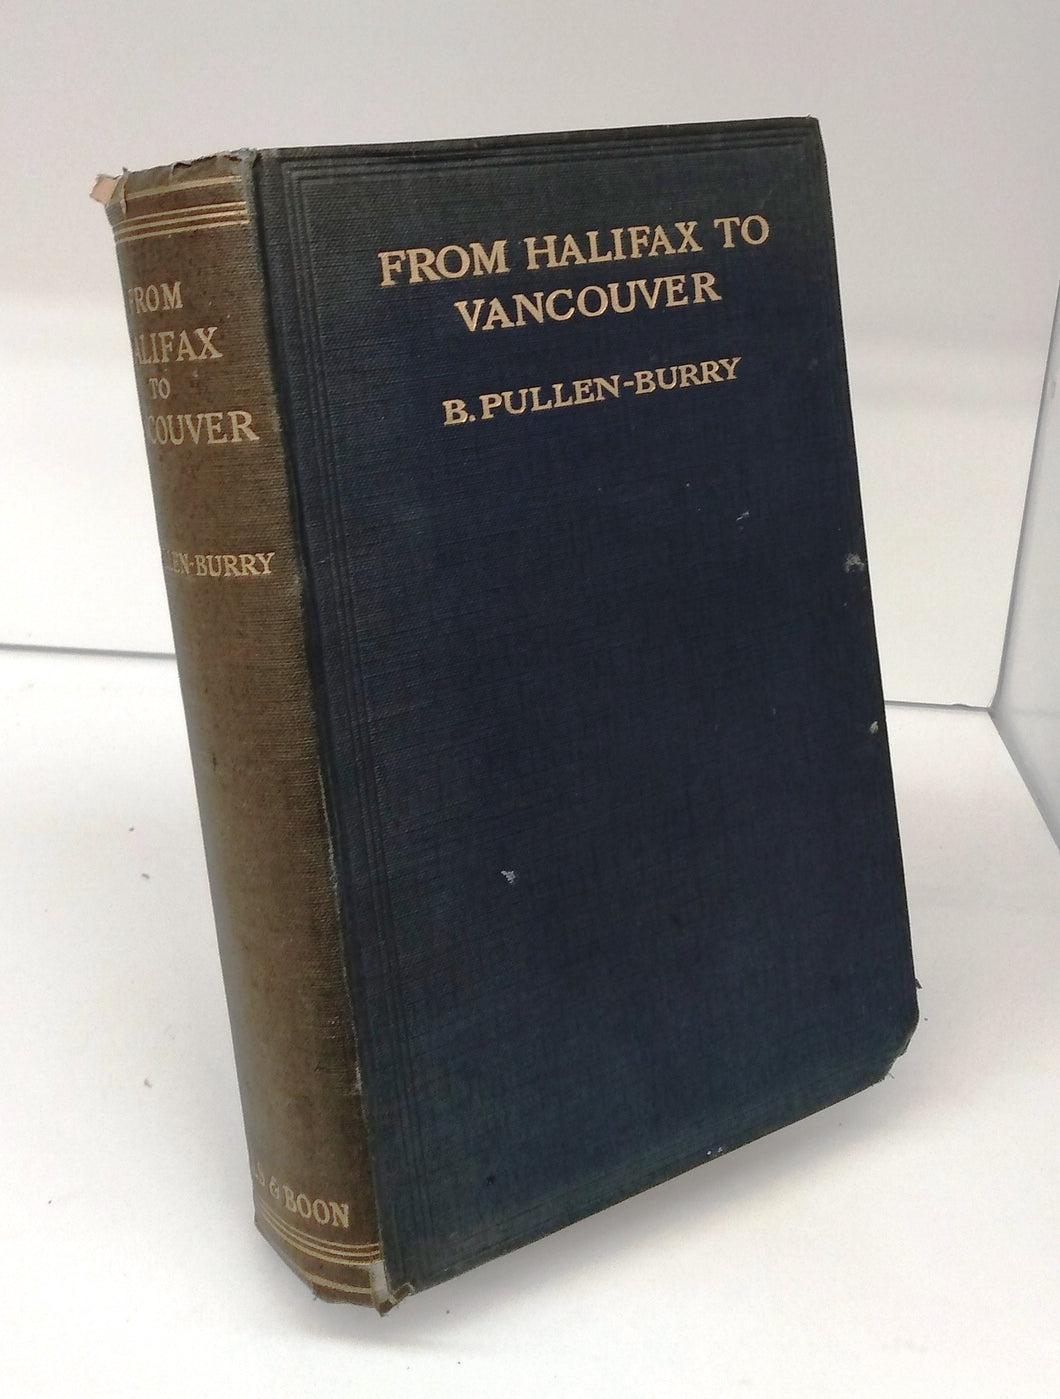 FROM HALIFAX TO
VANCOUVER
B. PULLEN-BURRY
FROM
ALIFAX
TO
COUVER
LEN-BURRY
& BOON